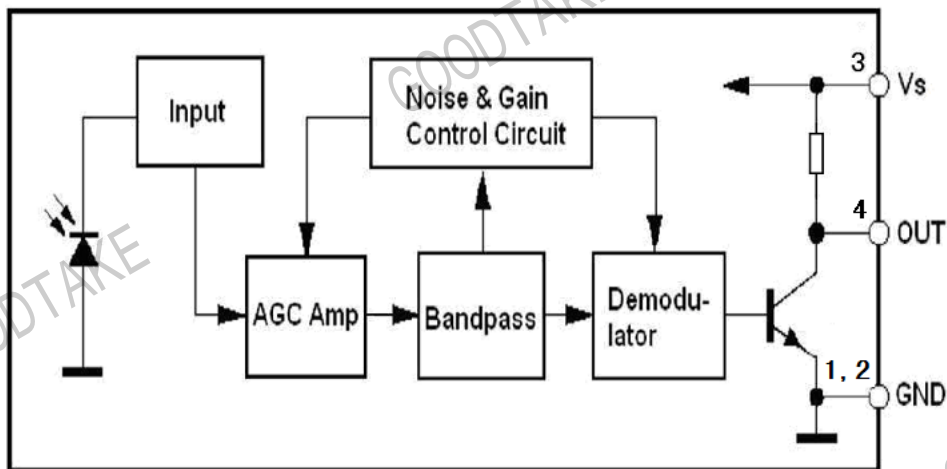 GOODTAKE
3
Vs
Input
Noise & Gain
Control Circuit
4
OUT
GOODTAKE
AGC Amp
Bandpass
Demodu-
lator
1, 2
GND